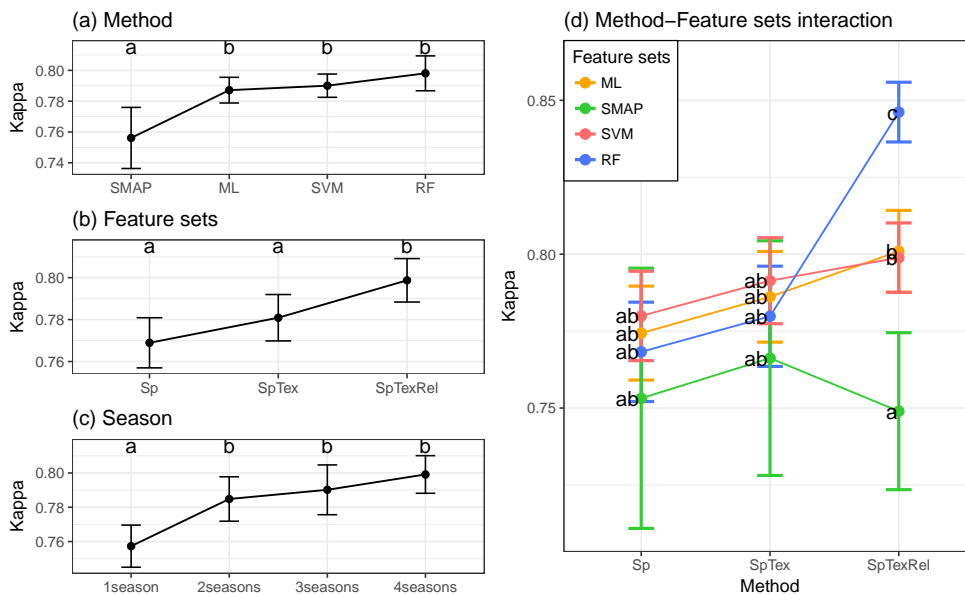 (a) Method
a b b b
0.80
0.78
0.76
0.74
Kappa
SMAP ML SVM RF
(b) Feature sets
a a b
0.80
0.78
0.76
Kappa
Sp SpTex SpTexRel
(c) Season
a b b b
0.80
0.78
0.76
Kappa
1season 2seasons 3seasons 4seasons
(d) Method−Feature sets interaction
Feature sets
ML
SMAP
SVM
RF
0.85
0.80
0.75
Kappa
c
b
b
ab
ab
ab
ab
ab
ab
ab
ab
a
Sp SpTex SpTexRel
Method